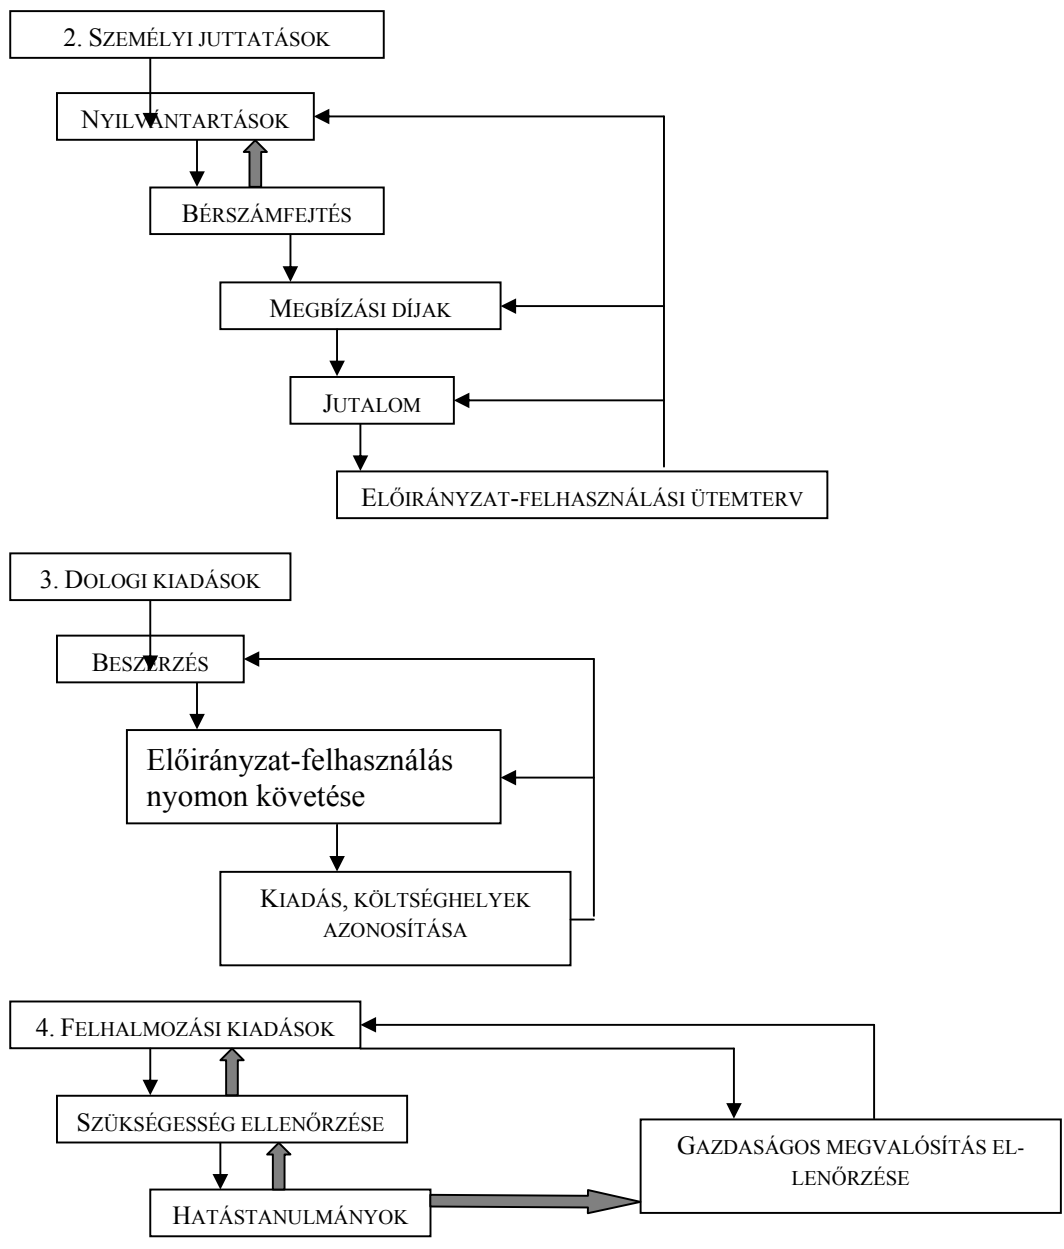 2. Személyi juttatások
Nyilvántartások
Bérszámfejtés
Megbízási díjak
Jutalom
Előirányzat-felhasználási ütemterv
3. Dologi kiadások
Beszerzés
Előirányzat-felhasználás
nyomon követése
Kiadás, költséghelyek
azonosítása
4. Felhalmozási kiadások
Szükségesség ellenőrzése
Gazdaságos megvalósítás el-
lenőrzése
Hatástanulmányok